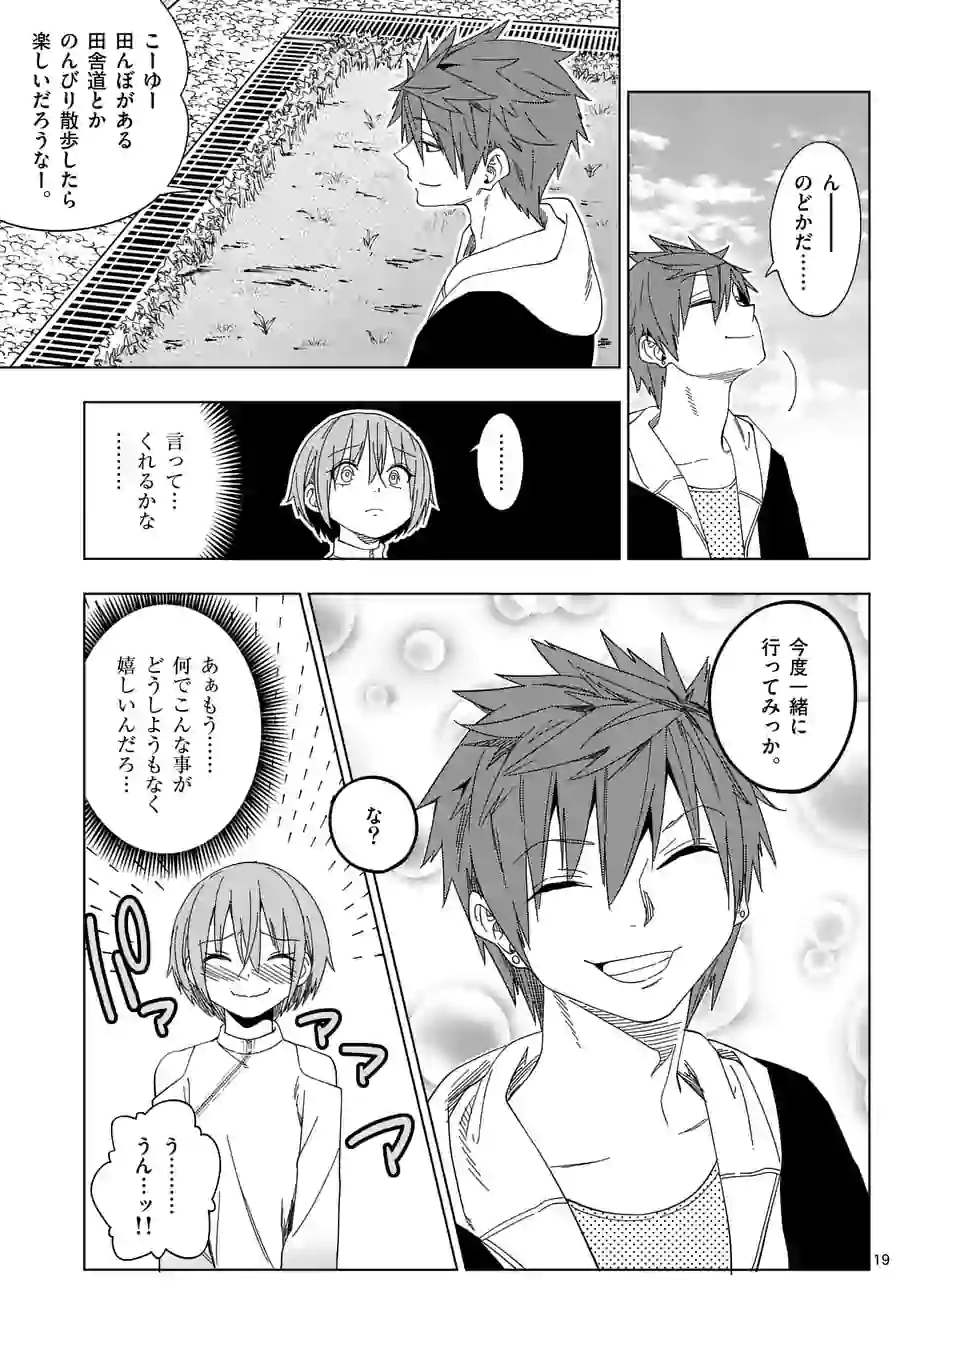 んーー
のどかだ……
こーゆー
田んぼがある
田舎道とか
のんびり散歩したら
楽しいだろうなー。
………
言って…
くれるかな
………
今度一緒に
行ってみっか。
な?
あぁもう……
何でこんな事が
どうしようもなく
嬉しいんだろ…
パァァァ
う………
うん…ッ!!
19